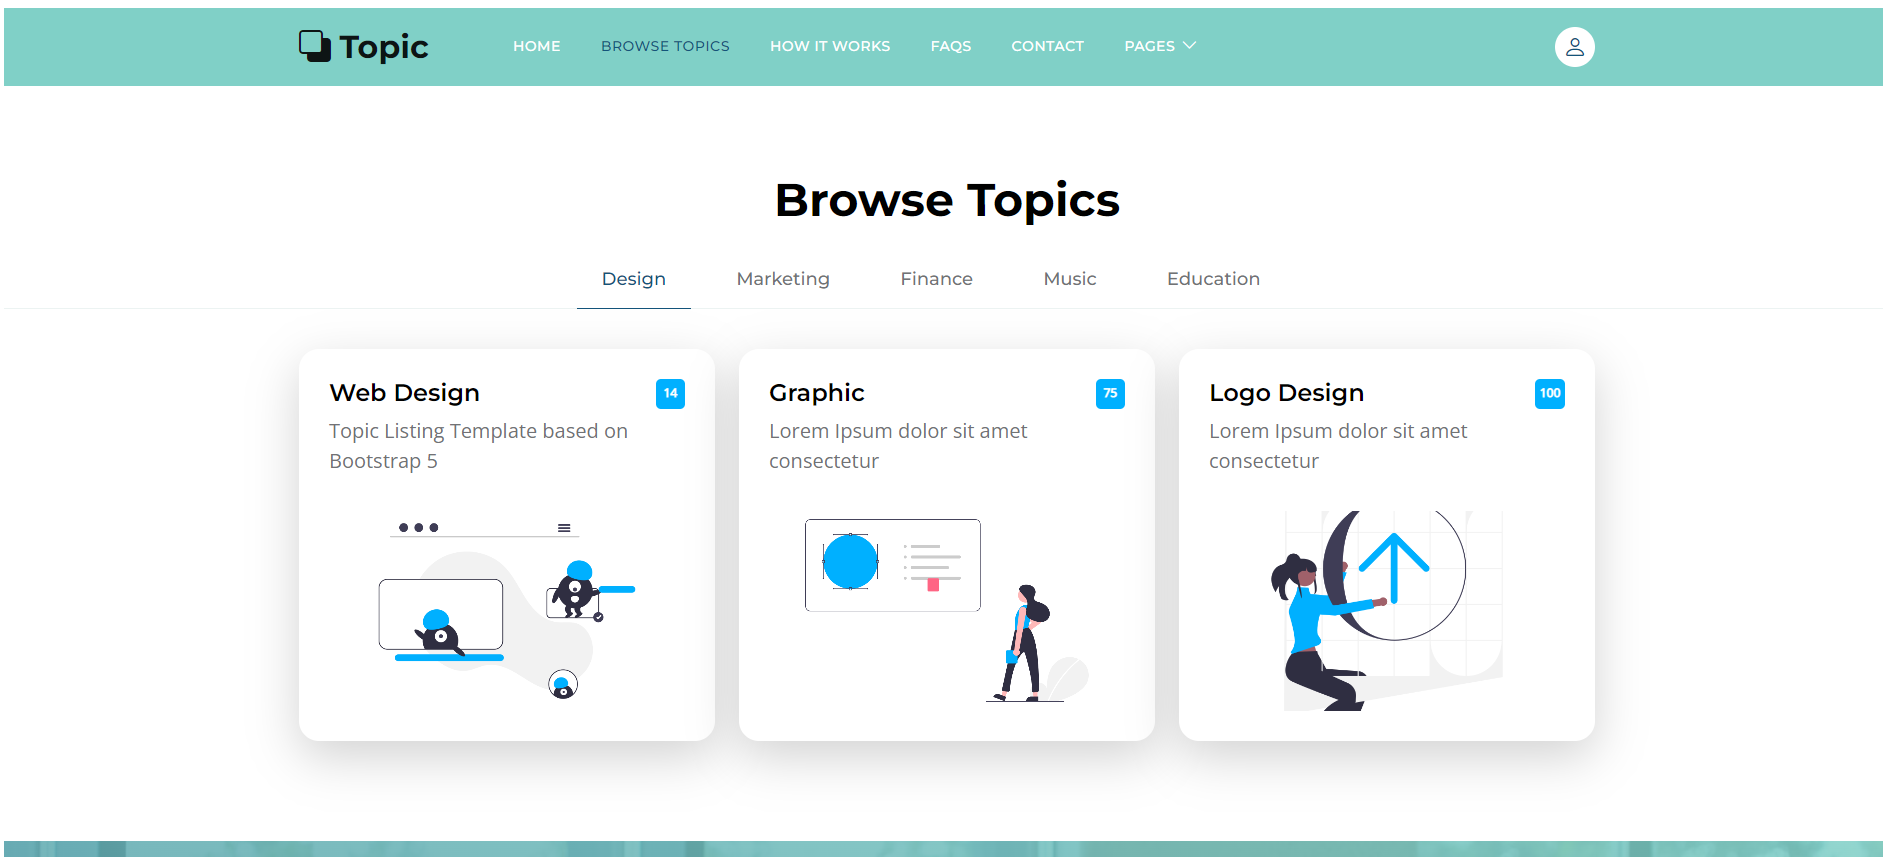 Topic
HOME
BROWSE TOPICS
HOW IT WORKS
FAQS
CONTACT
PAGES
Browse Topics
Design
Marketing
Finance
Music
Education
Web Design
14
Topic Listing Template based on
Bootstrap 5
Graphic
75
Lorem Ipsum dolor sit amet
consectetur
Logo Design
100
Lorem Ipsum dolor sit amet
consectetur